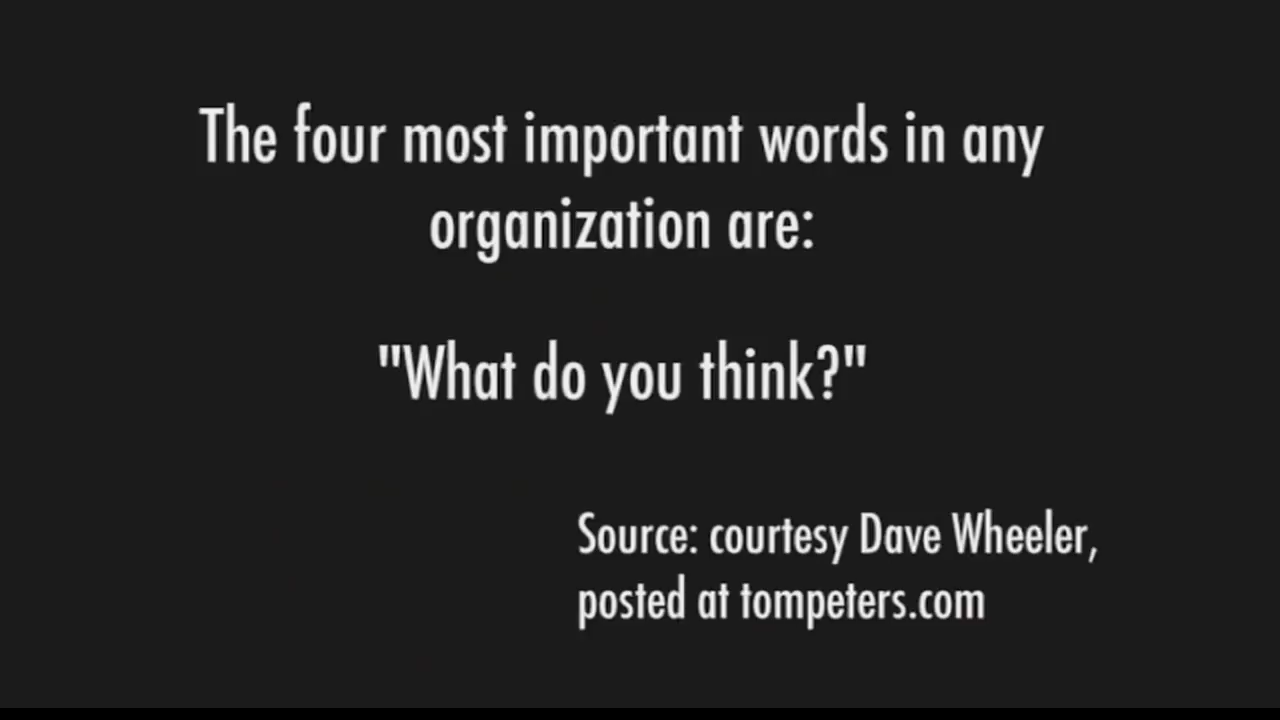 The four most important words in any
organization are:
"What do you think?"
Source: courtesy Dave Wheeler,
posted at tompeters.com